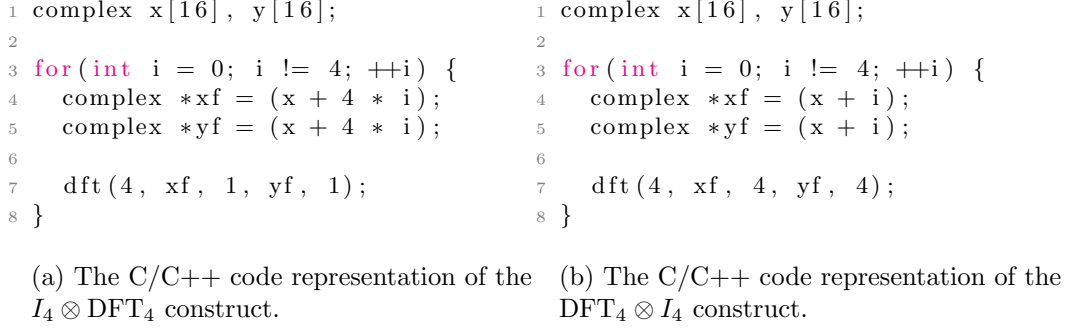 1 complex x[16], y[16];
2
3 for(int i = 0; i != 4; ++i) {
4 complex *xf = (x + 4 * i);
5 complex *yf = (x + 4 * i);
6
7 dft(4, xf, 1, yf, 1);
8 }
(a) The C/C++ code representation of the
I₄ ⊗ DFT₄ construct.
1 complex x[16], y[16];
2
3 for(int i = 0; i != 4; ++i) {
4 complex *xf = (x + i);
5 complex *yf = (x + i);
6
7 dft(4, xf, 4, yf, 4);
8 }
(b) The C/C++ code representation of the
DFT₄ ⊗ I₄ construct.